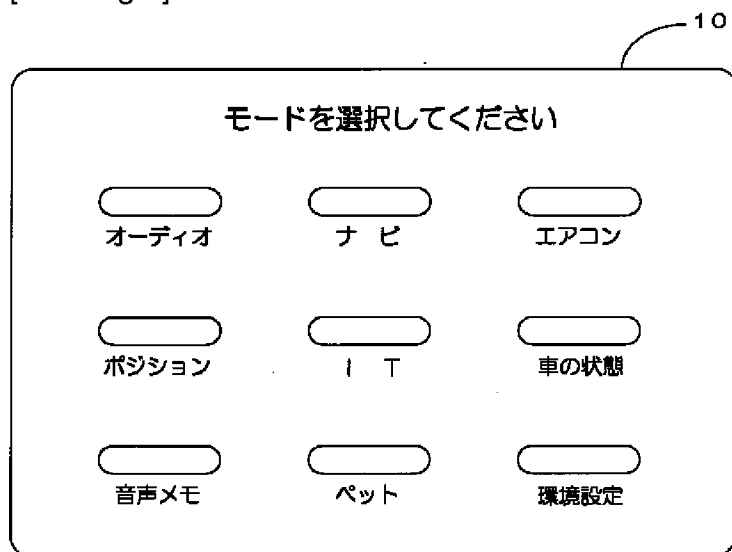 10
モードを選択してください
オーディオ ナ ビ エアコン
ポジション I T 車の状態
音声メモ ペット 環境設定